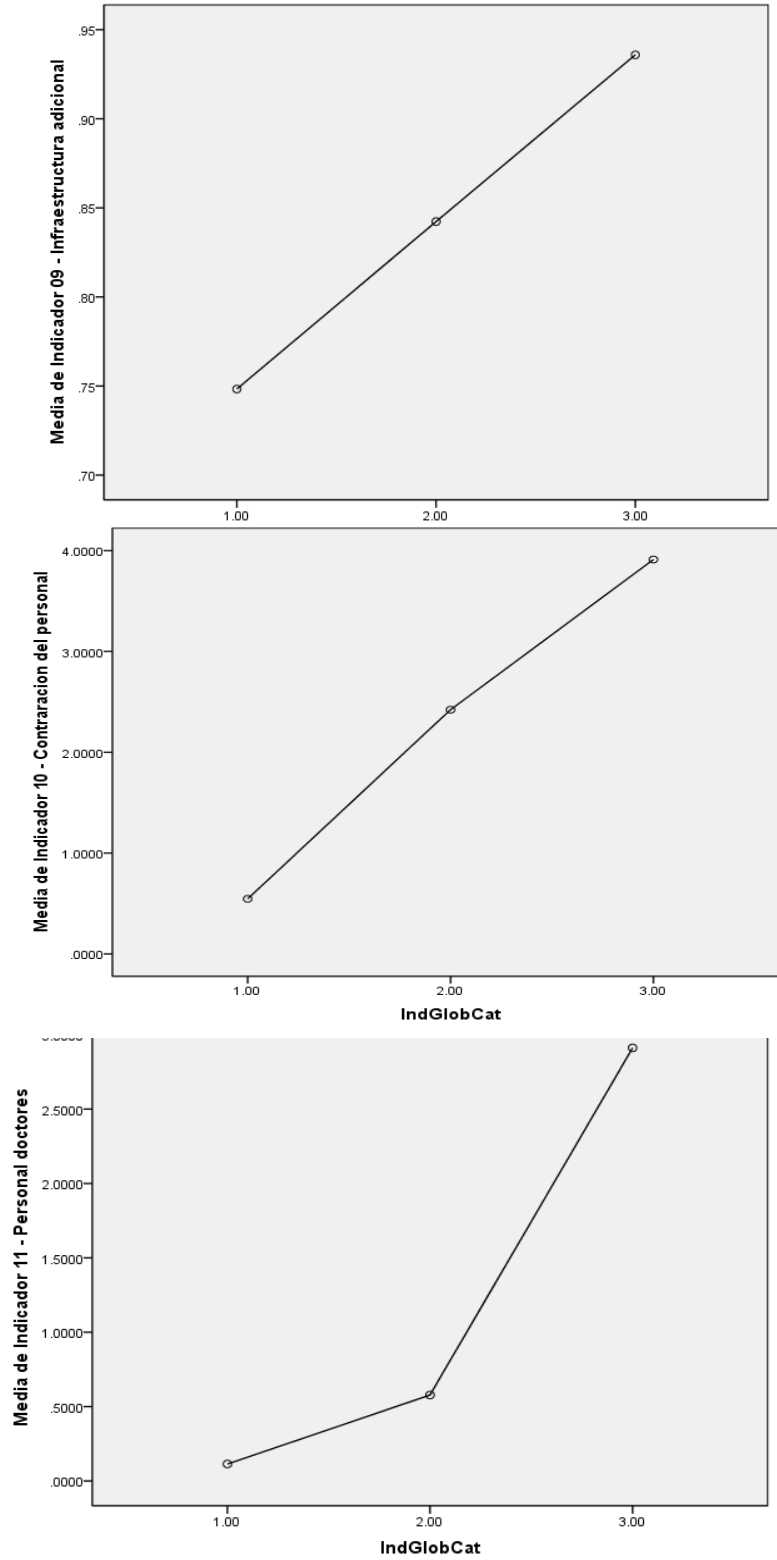 Media de Indicador 09 - Infraestructura adicional
.95
.90
.85
.80
.75
.70
1.00 2.00 3.00
Media de Indicador 10 - Contraracion del personal
4.0000
3.0000
2.0000
1.0000
.0000
1.00 2.00 3.00
IndGlobCat
Media de Indicador 11 - Personal doctores
2.5000
2.0000
1.5000
1.0000
.5000
.0000
1.00 2.00 3.00
IndGlobCat